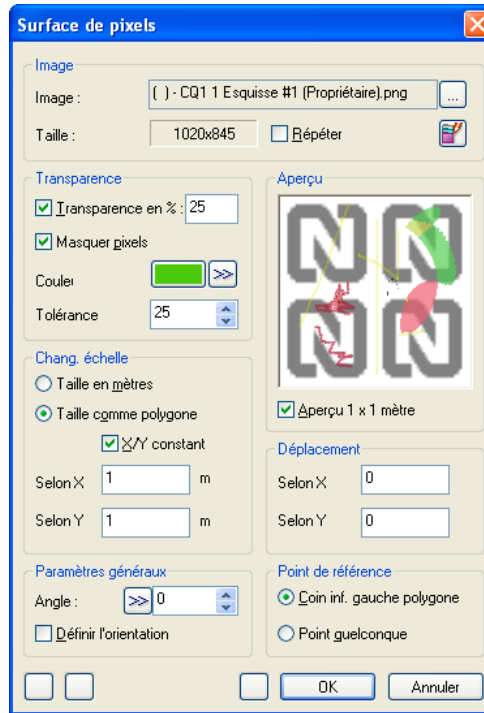 Surface de pixels
Image
Image :
( ) - CQ1 1 Esquisse #1 (Propriétaire).png
...
Taille :
1020x845
Répéter
Transparence
Transparence en % :
25
Masquer pixels
Couleı
>>
Tolérance
25
Aperçu
N N
N N
Aperçu 1 x 1 mètre
Chang. échelle
Taille en mètres
Taille comme polygone
X/Y constant
Selon X
1
m
Selon Y
1
m
Déplacement
Selon X
0
Selon Y
0
Paramètres généraux
Angle :
>>
0
Définir l'orientation
Point de référence
Coin inf. gauche polygone
Point quelconque
OK
Annuler